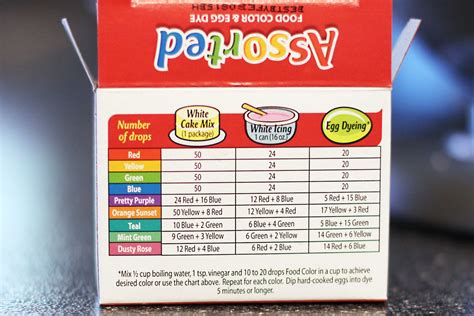 FOOD COLOR & EGG DYE
Assorted
Number of drops
White Cake Mix
(1 package)
White Icing
1 can (16 oz.)
Egg Dyeing*
Red 50 24 20
Yellow 50 24 20
Green 50 24 20
Blue 50 24 20
Pretty Purple 24 Red + 16 Blue 12 Red + 8 Blue 5 Red + 15 Blue
Orange Sunset 50 Yellow + 8 Red 12 Yellow + 4 Red 17 Yellow + 3 Red
Teal 10 Blue + 2 Green 6 Blue + 4 Green 5 Blue + 15 Green
Mint Green 9 Green + 3 Yellow 12 Green + 2 Yellow 14 Green + 6 Yellow
Dusty Rose 12 Red + 4 Blue 12 Red + 2 Blue 14 Red + 6 Blue
*Mix ½ cup boiling water, 1 tsp. vinegar and 10 to 20 drops Food Color in a cup to achieve
desired color or use the chart above. Repeat for each color. Dip hard-cooked eggs into dye
5 minutes or longer.